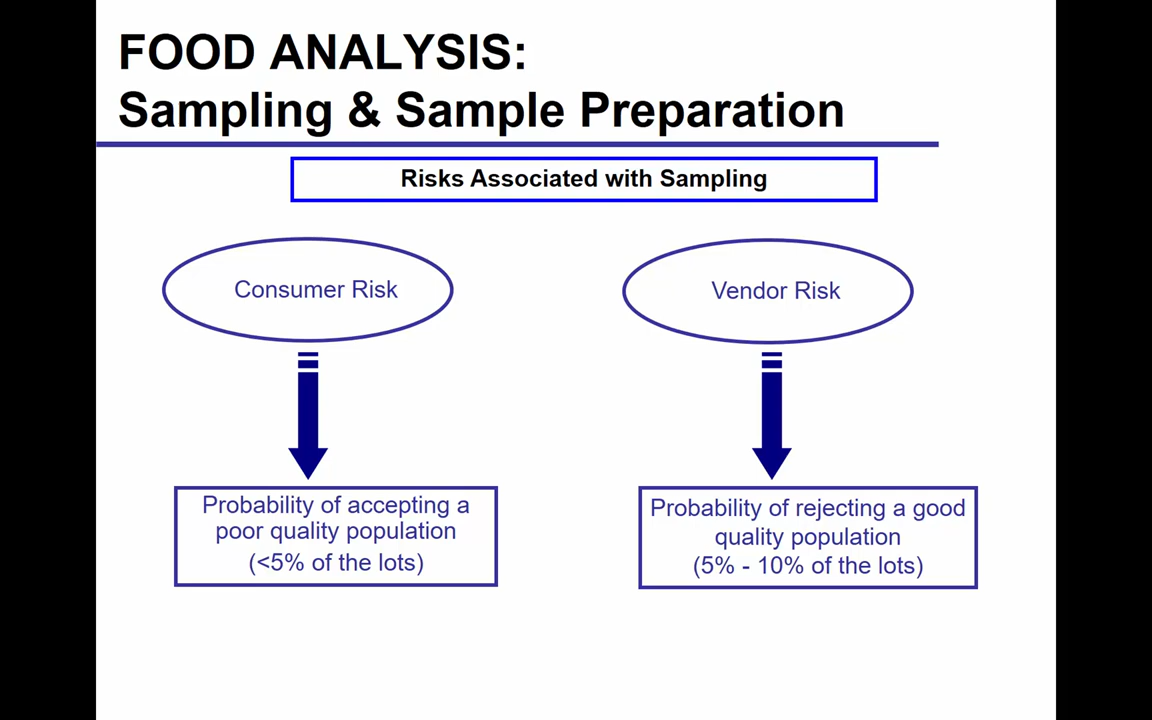 FOOD ANALYSIS:
Sampling & Sample Preparation
Risks Associated with Sampling
Consumer Risk
Vendor Risk
Probability of accepting a
poor quality population
(<5% of the lots)
Probability of rejecting a good
quality population
(5% - 10% of the lots)